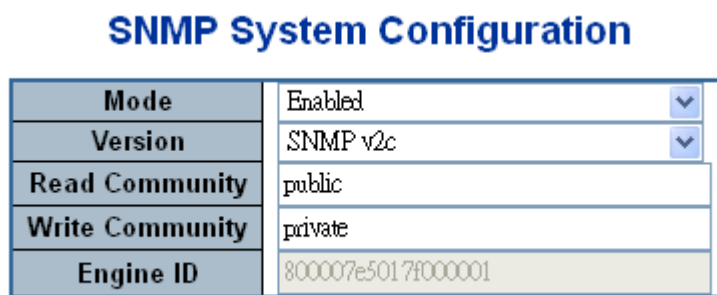 SNMP System Configuration
Mode Enabled
Version SNMP v2c
Read Community public
Write Community private
Engine ID 800007e5017f000001